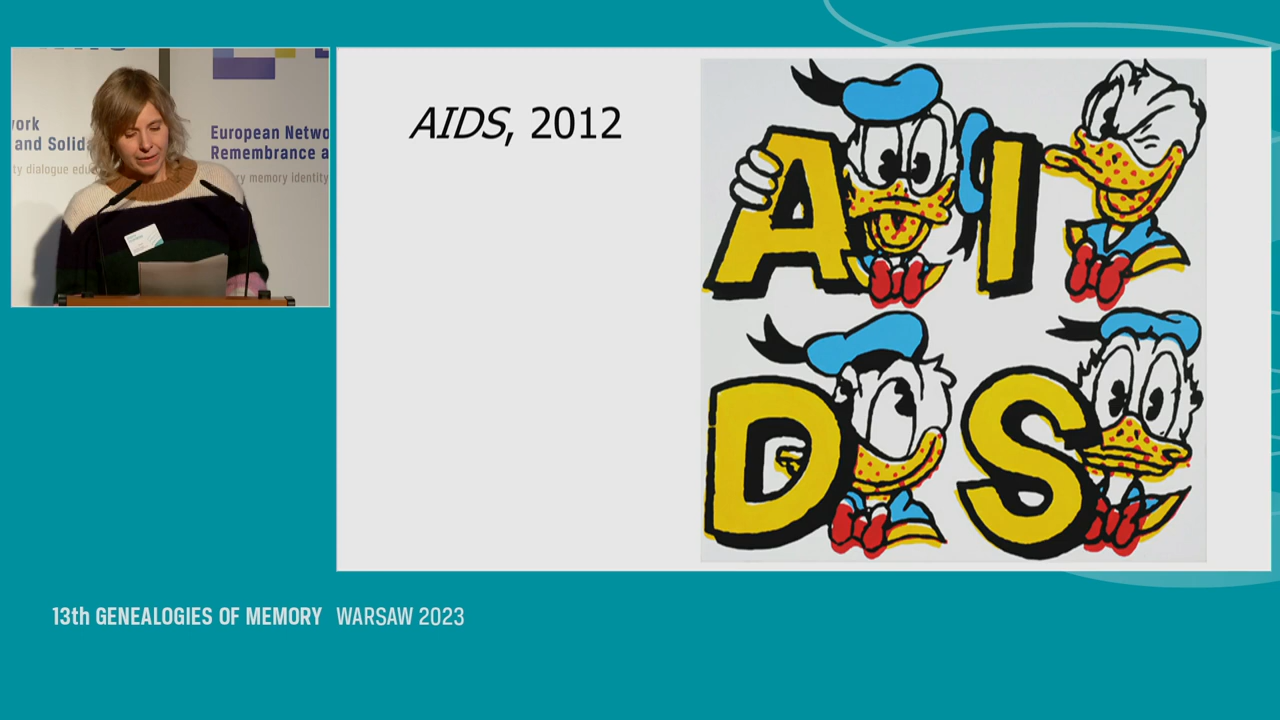 ork
and Solida
ty dialogue edu
European Netwo
Remembrance a
ry memory identity
AIDS, 2012
A I
D S
13th GENEALOGIES OF MEMORY WARSAW 2023